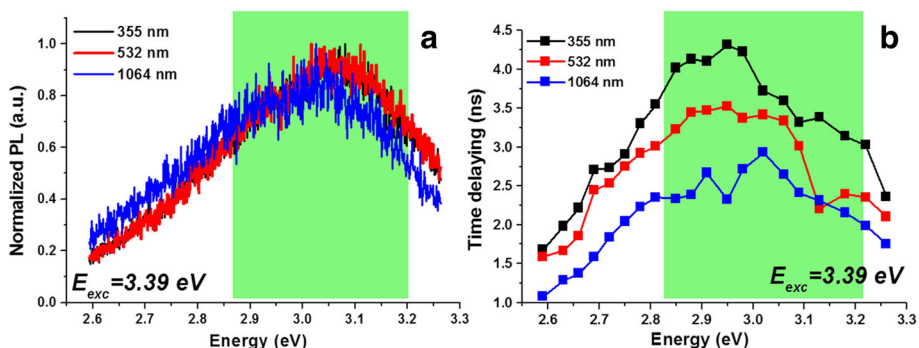 a
355 nm
532 nm
1064 nm
Normalized PL (a.u.)
1.0
0.8
0.6
0.4
0.2
0.0
E_exc=3.39 eV
2.6 2.7 2.8 2.9 3.0 3.1 3.2 3.3
Energy (eV)
b
355 nm
532 nm
1064 nm
Time delaying (ns)
4.5
4.0
3.5
3.0
2.5
2.0
1.5
1.0
E_exc=3.39 eV
2.6 2.7 2.8 2.9 3.0 3.1 3.2 3.3
Energy (eV)